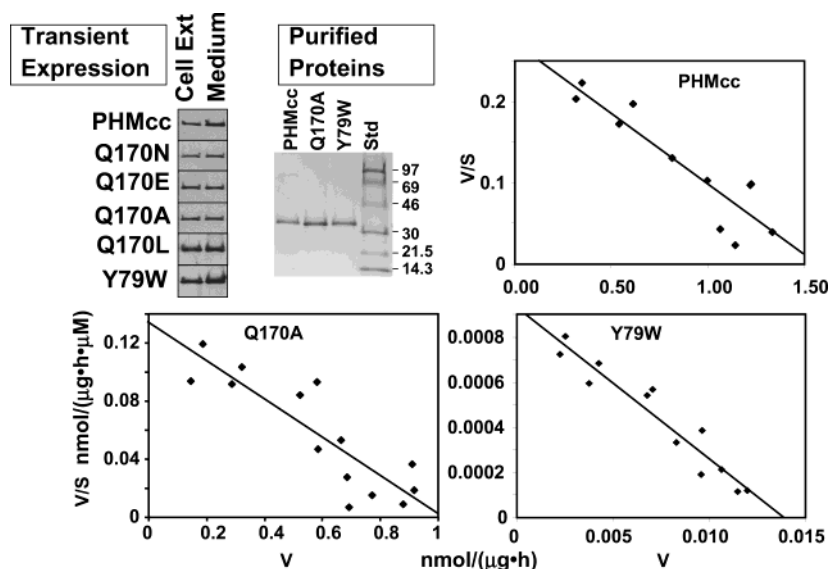 Transient
Expression
Cell Ext
Medium
PHMcc
Q170N
Q170E
Q170A
Q170L
Y79W
Purified
Proteins
PHMcc
Q170A
Y79W
Std
97
69
46
30
21.5
14.3
PHMcc
V/S
0.2
0.1
0
0.00
0.50
1.00
1.50
Q170A
V/S nmol/(µg•h•µM)
0.12
0.08
0.04
0
0
0.2
0.4
0.6
0.8
1
V
nmol/(µg•h)
Y79W
0.0008
0.0006
0.0004
0.0002
0
0
0.005
0.010
0.015
V